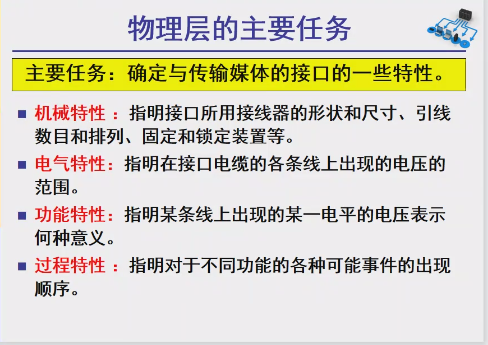 物理层的主要任务
主要任务：确定与传输媒体的接口的一些特性。
机械特性 ：指明接口所用接线器的形状和尺寸、引线
数目和排列、固定和锁定装置等。
电气特性：指明在接口电缆的各条线上出现的电压的
范围。
功能特性：指明某条线上出现的某一电平的电压表示
何种意义。
过程特性 ：指明对于不同功能的各种可能事件的出现
顺序。